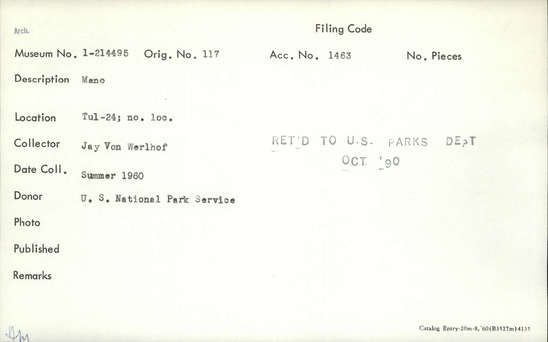 Arch.
Filing Code
Museum No. 1-214495 Orig. No. 117 Acc. No. 1463 No. Pieces
Description Mano
Location Tul-24; no. loc.
Collector Jay Von Werlhof
RET'D TO U.S. PARKS DEPT
OCT '90
Date Coll. Summer 1960
Donor U. S. National Park Service
Photo
Published
Remarks
Catalog Entry-20m-8,'60(B3527m)4135